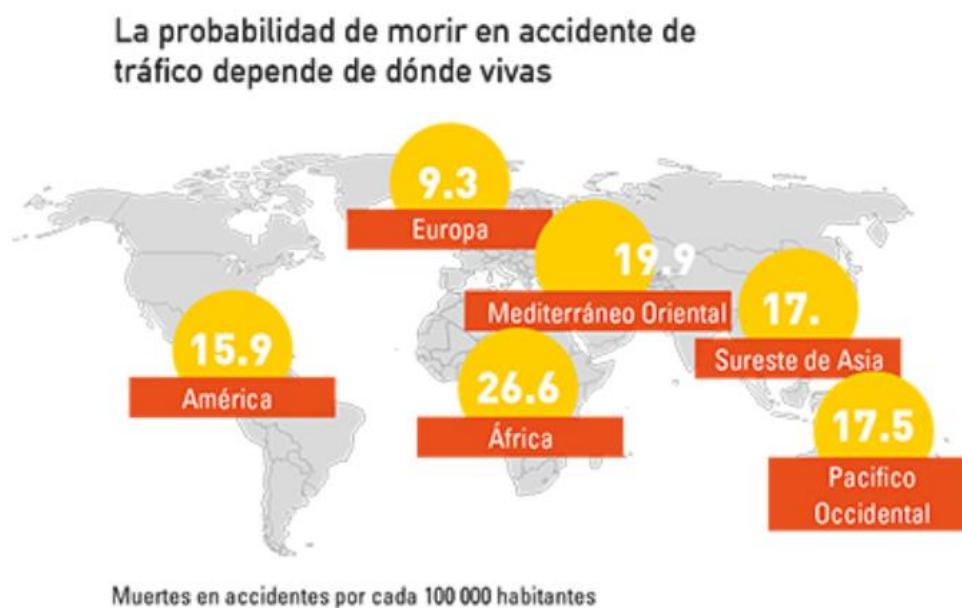 La probabilidad de morir en accidente de
tráfico depende de dónde vivas
9.3
Europa
19.9
Mediterráneo Oriental
17.
Sureste de Asia
15.9
América
26.6
África
17.5
Pacifico
Occidental
Muertes en accidentes por cada 100 000 habitantes